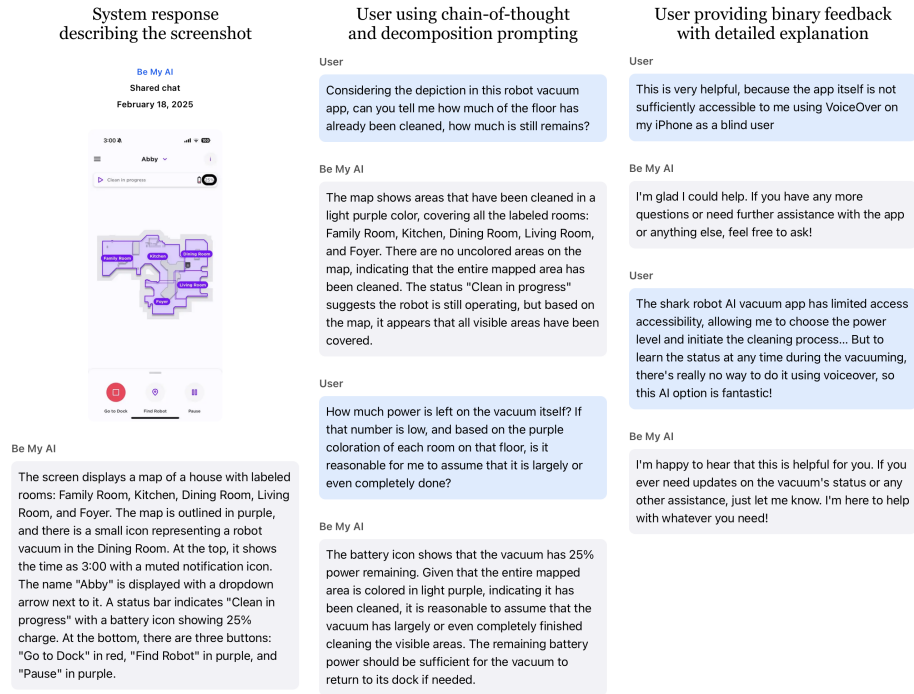 System response
describing the screenshot
Be My AI
Shared chat
February 18, 2025
3:00
Abby
Clean in progress
Family Room
Kitchen
Dining Room
Living Room
Foyer
Go to Dock
Find Robot
Pause
Be My AI
The screen displays a map of a house with labeled
rooms: Family Room, Kitchen, Dining Room, Living
Room, and Foyer. The map is outlined in purple,
and there is a small icon representing a robot
vacuum in the Dining Room. At the top, it shows
the time as 3:00 with a muted notification icon.
The name "Abby" is displayed with a dropdown
arrow next to it. A status bar indicates "Clean in
progress" with a battery icon showing 25%
charge. At the bottom, there are three buttons:
"Go to Dock" in red, "Find Robot" in purple, and
"Pause" in purple.
User using chain-of-thought
and decomposition prompting
User
Considering the depiction in this robot vacuum
app, can you tell me how much of the floor has
already been cleaned, how much is still remains?
Be My AI
The map shows areas that have been cleaned in a
light purple color, covering all the labeled rooms:
Family Room, Kitchen, Dining Room, Living Room,
and Foyer. There are no uncolored areas on the
map, indicating that the entire mapped area has
been cleaned. The status "Clean in progress"
suggests the robot is still operating, but based on
the map, it appears that all visible areas have been
covered.
User
How much power is left on the vacuum itself? If
that number is low, and based on the purple
coloration of each room on that floor, is it
reasonable for me to assume that it is largely or
even completely done?
Be My AI
The battery icon shows that the vacuum has 25%
power remaining. Given that the entire mapped
area is colored in light purple, indicating it has
been cleaned, it is reasonable to assume that the
vacuum has largely or even completely finished
cleaning the visible areas. The remaining battery
power should be sufficient for the vacuum to
return to its dock if needed.
User providing binary feedback
with detailed explanation
User
This is very helpful, because the app itself is not
sufficiently accessible to me using VoiceOver on
my iPhone as a blind user
Be My AI
I'm glad I could help. If you have any more
questions or need further assistance with the app
or anything else, feel free to ask!
User
The shark robot AI vacuum app has limited access
accessibility, allowing me to choose the power
level and initiate the cleaning process... But to
learn the status at any time during the vacuuming,
there's really no way to do it using voiceover, so
this AI option is fantastic!
Be My AI
I'm happy to hear that this is helpful for you. If you
ever need updates on the vacuum's status or any
other assistance, just let me know. I'm here to help
with whatever you need!